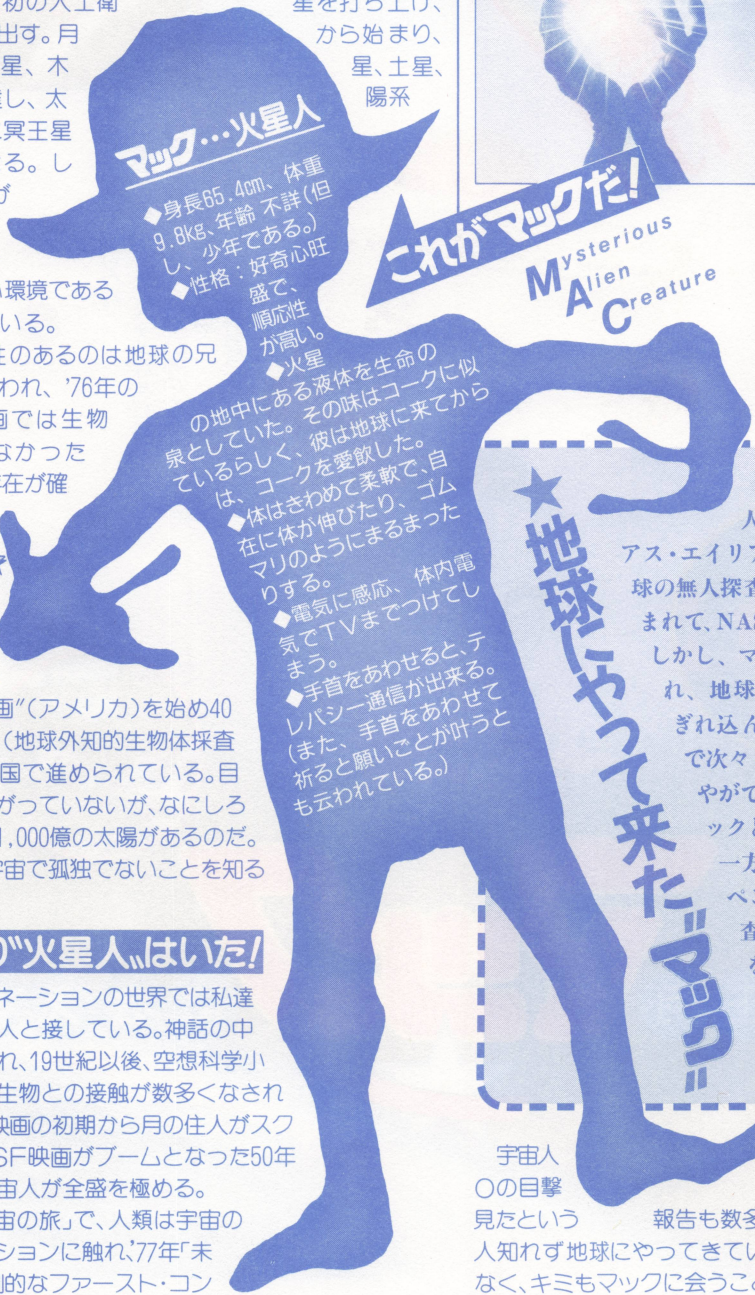 初の人工衛
出す。月
星、木
し、太
冥王星
る。し
が
い環境である
いる。
性のあるのは地球の兄
われ、'76年の
画では生物
なかった
存在が確
星を打ち上げ、
から始まり、
星、土星、
陽系
マック…火星人
◆身長65.4cm、体重
9.8kg、年齢 不詳(但
し、少年である。)
◆性格:好奇心旺
盛で、
順応性
が高い。
◆火星
の地中にある液体を生命の
泉としていた。その味はコークに似
ているらしく、彼は地球に来てから
は、コークを愛飲した。
◆体はきわめて柔軟で、自
在に体が伸びたり、ゴム
マリのようにまるまった
りする。
◆電気に感応、体内電
気でTVまでつけてし
まう。
◆手首をあわせると、テ
レパシー通信が出来る。
(また、手首をあわせて
祈ると願いごとが叶うと
も云われている。)
これがマックだ!
Mysterious
Alien
Creature
★地球にやって来た"マック"
人
アス・エイリア
球の無人探査
まれて、NAS
しかし、マ
れ、地球
ぎれ込ん
で次々
やがて
ック
一方
ペン
査
画"(アメリカ)を始め40
(地球外知的生物体探査
国で進められている。目
がっていないが、なにしろ
1,000億の太陽があるのだ。
宇宙で孤独でないことを知る
"火星人"はいた!
ネーションの世界では私達
人と接している。神話の中
れ、19世紀以後、空想科学小
生物との接触が数多くなされ
映画の初期から月の住人がスク
SF映画がブームとなった50年
宙人が全盛を極める。
宙の旅」で、人類は宇宙の
ションに触れ、'77年「未
的なファースト・コン
宇宙人
〇の目撃
見たという 報告も数多
人知れず地球にやってきてい
なく、キミもマックに会うこ